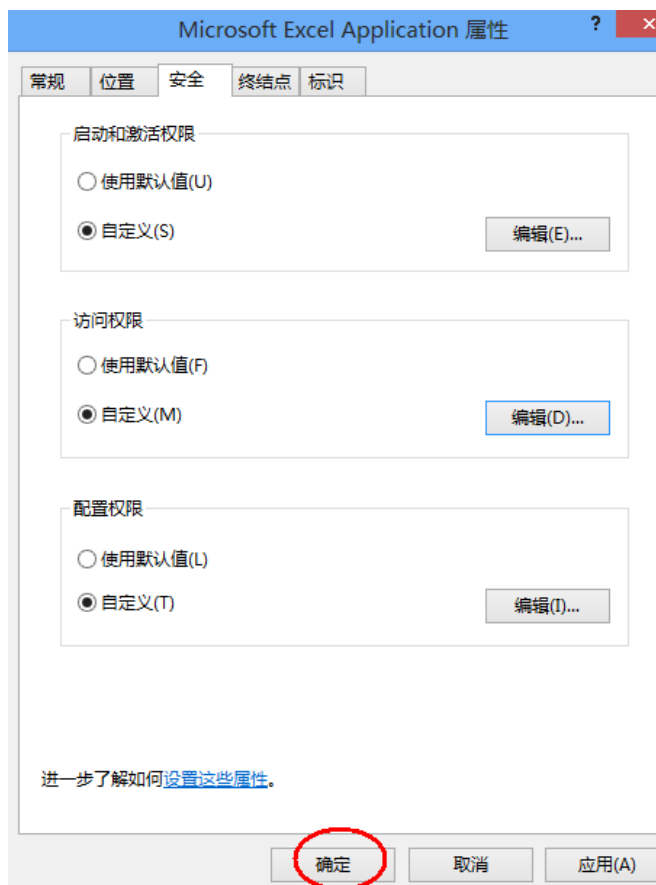 Microsoft Excel Application 属性
?
常规 位置 安全 终结点 标识
启动和激活权限
使用默认值(U)
自定义(S)
编辑(E)...
访问权限
使用默认值(F)
自定义(M)
编辑(D)...
配置权限
使用默认值(L)
自定义(T)
编辑(I)...
进一步了解如何设置这些属性。
确定 取消 应用(A)